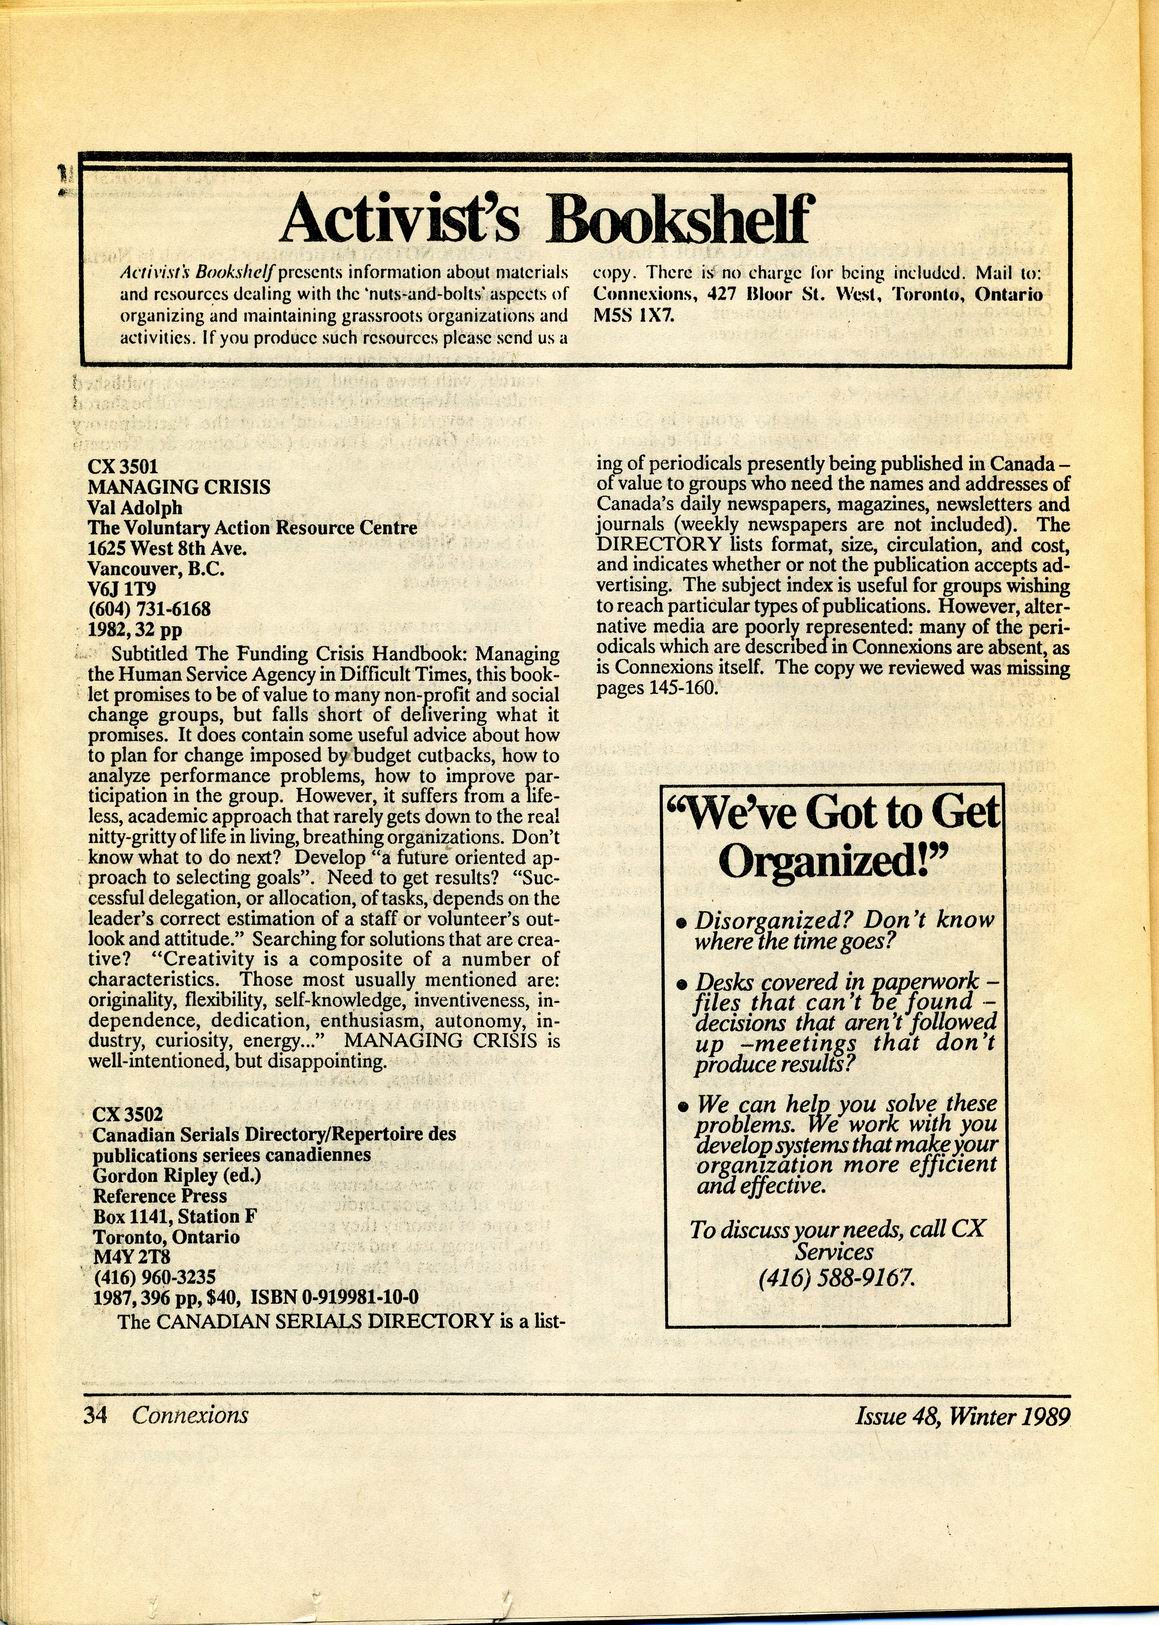 Activist's Bookshelf
Activist's Bookshelf presents information about materials
and resources dealing with the 'nuts-and-bolts' aspects of
organizing and maintaining grassroots organizations and
activities. If you produce such resources please send us a
copy. There is no charge for being included. Mail to:
Connexions, 427 Bloor St. West, Toronto, Ontario
M5S 1X7.
CX 3501
MANAGING CRISIS
Val Adolph
The Voluntary Action Resource Centre
1625 West 8th Ave.
Vancouver, B.C.
V6J 1T9
(604) 731-6168
1982, 32 pp
Subtitled The Funding Crisis Handbook: Managing
the Human Service Agency in Difficult Times, this book-
let promises to be of value to many non-profit and social
change groups, but falls short of delivering what it
promises. It does contain some useful advice about how
to plan for change imposed by budget cutbacks, how to
analyze performance problems, how to improve par-
ticipation in the group. However, it suffers from a life-
less, academic approach that rarely gets down to the real
nitty-gritty of life in living, breathing organizations. Don't
know what to do next? Develop "a future oriented ap-
proach to selecting goals". Need to get results? "Suc-
cessful delegation, or allocation, of tasks, depends on the
leader's correct estimation of a staff or volunteer's out-
look and attitude." Searching for solutions that are crea-
tive? "Creativity is a composite of a number of
characteristics. Those most usually mentioned are:
originality, flexibility, self-knowledge, inventiveness, in-
dependence, dedication, enthusiasm, autonomy, in-
dustry, curiosity, energy..." MANAGING CRISIS is
well-intentioned, but disappointing.
CX 3502
Canadian Serials Directory/Repertoire des
publications seriees canadiennes
Gordon Ripley (ed.)
Reference Press
Box 1141, Station F
Toronto, Ontario
M4Y 2T8
(416) 960-3235
1987, 396 pp, $40, ISBN 0-919981-10-0
The CANADIAN SERIALS DIRECTORY is a list-
ing of periodicals presently being published in Canada –
of value to groups who need the names and addresses of
Canada's daily newspapers, magazines, newsletters and
journals (weekly newspapers are not included). The
DIRECTORY lists format, size, circulation, and cost,
and indicates whether or not the publication accepts ad-
vertising. The subject index is useful for groups wishing
to reach particular types of publications. However, alter-
native media are poorly represented: many of the peri-
odicals which are described in Connexions are absent, as
is Connexions itself. The copy we reviewed was missing
pages 145-160.
"We've Got to Get
Organized!"
• Disorganized? Don't know
where the time goes?
• Desks covered in paperwork –
files that can't be found –
decisions that aren't followed
up –meetings that don't
produce results?
• We can help you solve these
problems. We work with you
develop systems that make your
organization more efficient
and effective.
To discuss your needs, call CX
Services
(416) 588-9167.
34 Connexions
Issue 48, Winter 1989